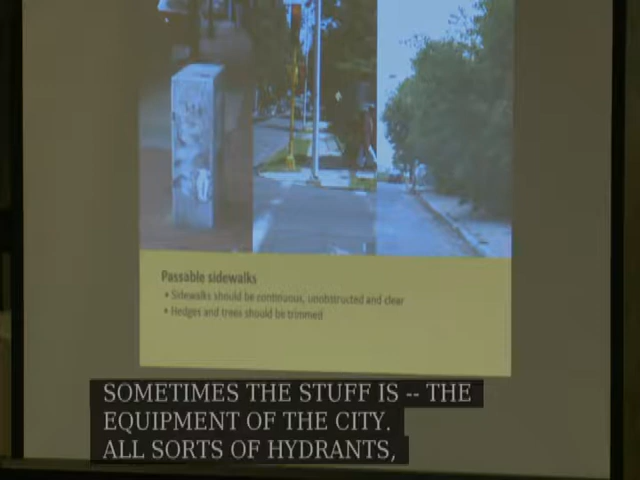 Passable sidewalks
• Sidewalks should be continuous, unobstructed and clear
• Hedges and trees should be trimmed
SOMETIMES THE STUFF IS -- THE
EQUIPMENT OF THE CITY.
ALL SORTS OF HYDRANTS,